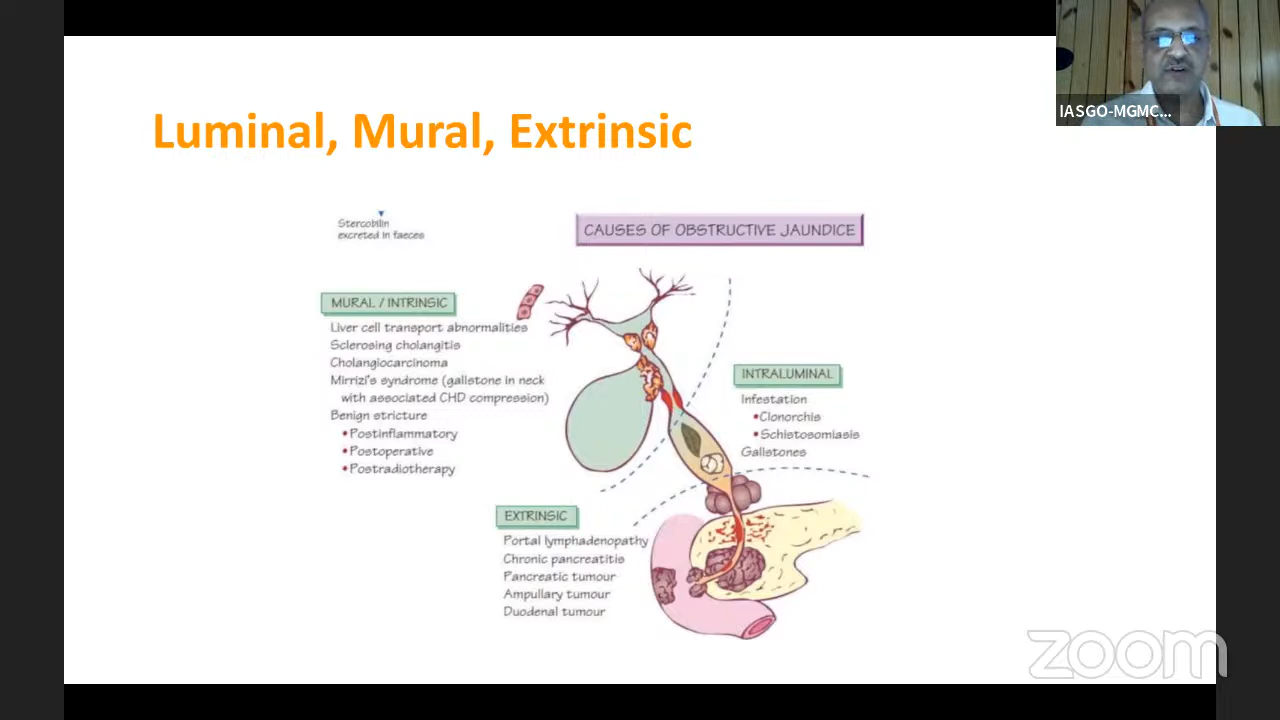 IASGO-MGMC...
Luminal, Mural, Extrinsic
Stercobilin
excreted in faeces
CAUSES OF OBSTRUCTIVE JAUNDICE
MURAL / INTRINSIC
Liver cell transport abnormalities
Sclerosing cholangitis
Cholangiocarcinoma
Mirrizi's syndrome (gallstone in neck
with associated CHD compression)
Benign stricture
•Postinflammatory
•Postoperative
•Postradiotherapy
INTRALUMINAL
Infestation
•Clonorchis
•Schistosomiasis
Gallstones
EXTRINSIC
Portal lymphadenopathy
Chronic pancreatitis
Pancreatic tumour
Ampullary tumour
Duodenal tumour
zoom